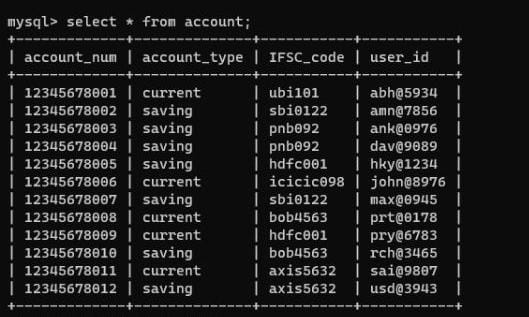 mysql> select * from account;
+-------------+--------------+-----------+-----------+
| account_num | account_type | IFSC_code | user_id   |
+-------------+--------------+-----------+-----------+
| 12345678001 | current      | ubi101    | abh@5934  |
| 12345678002 | saving       | sbi0122   | amn@7856  |
| 12345678003 | saving       | pnb092    | ank@0976  |
| 12345678004 | saving       | pnb092    | dav@9089  |
| 12345678005 | saving       | hdfc001   | hky@1234  |
| 12345678006 | current      | icicic098 | john@8976 |
| 12345678007 | saving       | sbi0122   | max@0945  |
| 12345678008 | current      | bob4563   | prt@0178  |
| 12345678009 | current      | hdfc001   | pry@6783  |
| 12345678010 | saving       | bob4563   | rch@3465  |
| 12345678011 | current      | axis5632  | sai@9807  |
| 12345678012 | saving       | axis5632  | usd@3943  |
+-------------+--------------+-----------+-----------+